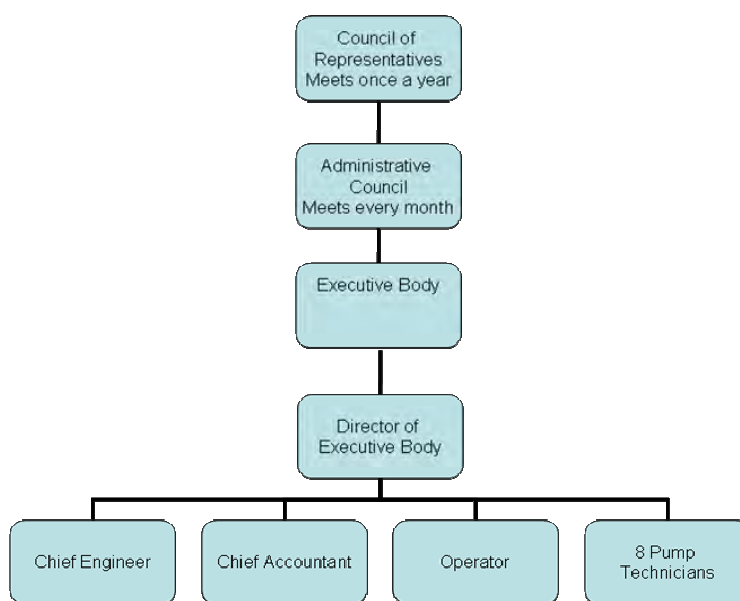 Council of
Representatives
Meets once a year
Administrative
Council
Meets every month
Executive Body
Director of
Executive Body
Chief Engineer
Chief Accountant
Operator
8 Pump
Technicians